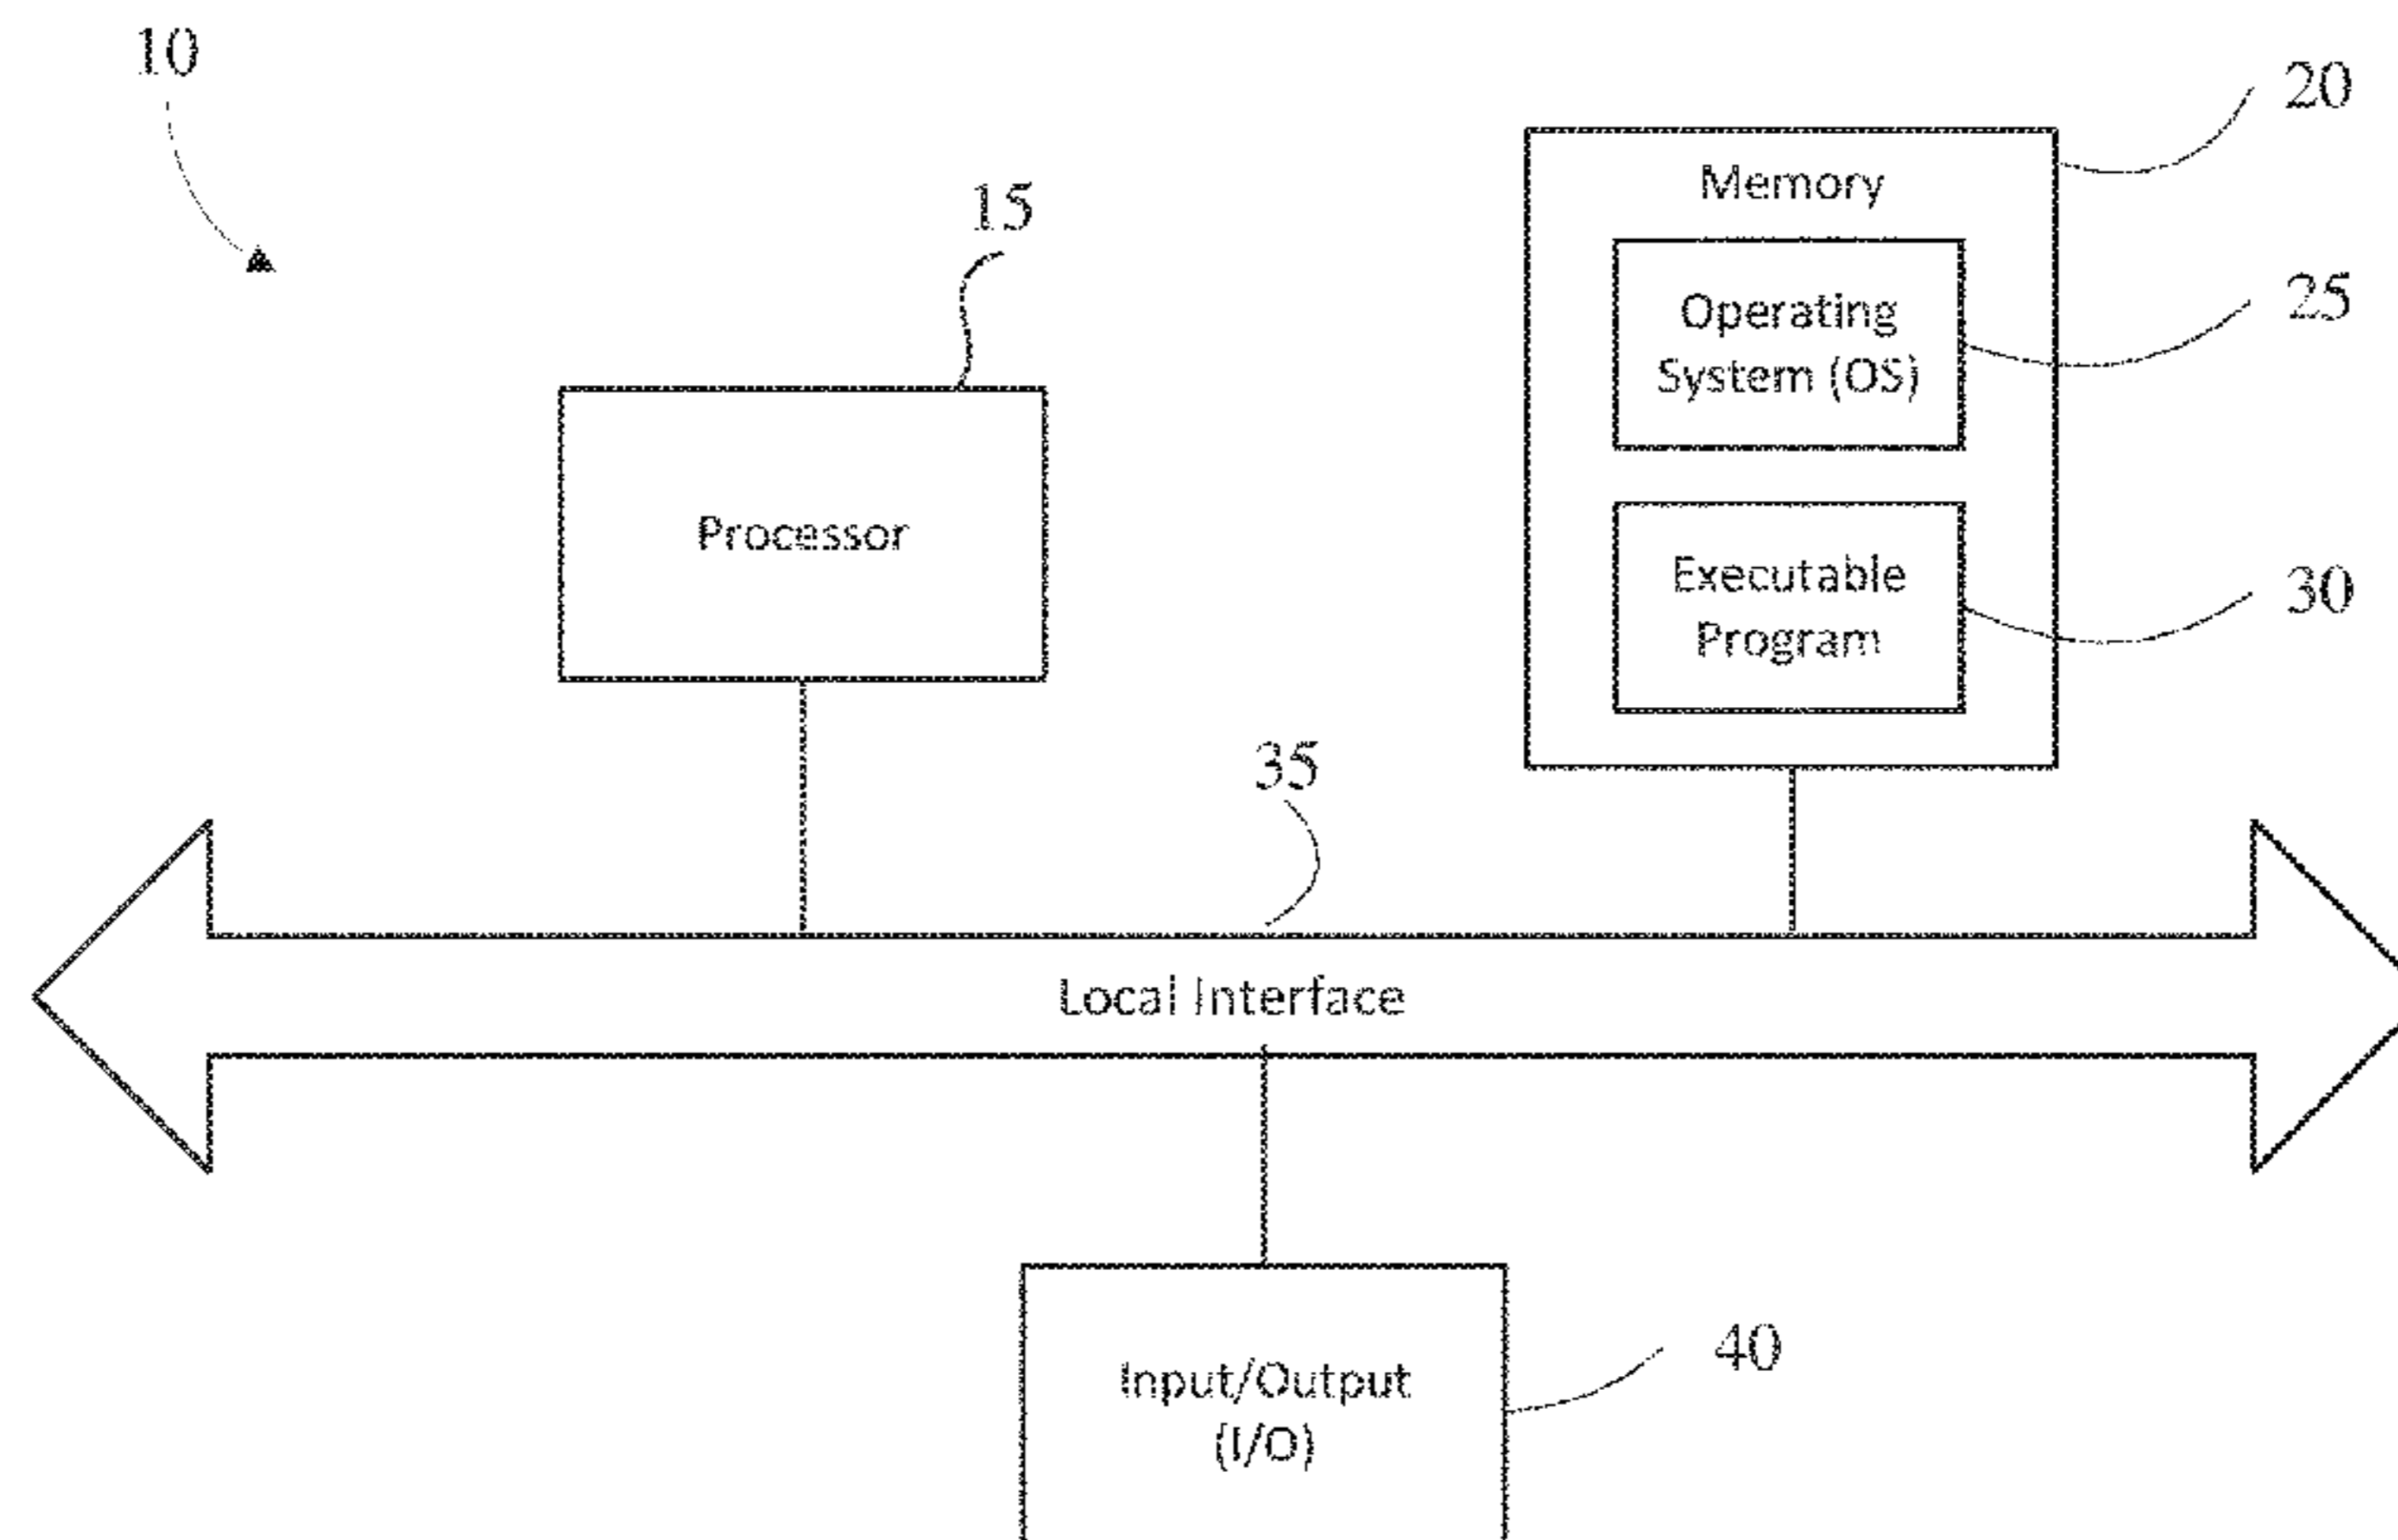 10
20
15
Memory
25
Operating
System (OS)
Processor
30
Executable
Program
35
Local Interface
40
Input/Output
(I/O)